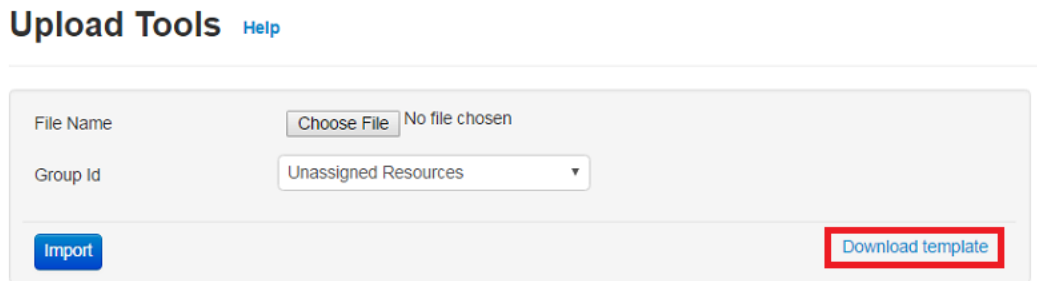 Upload Tools Help
File Name Choose File No file chosen
Group Id Unassigned Resources
Import Download template